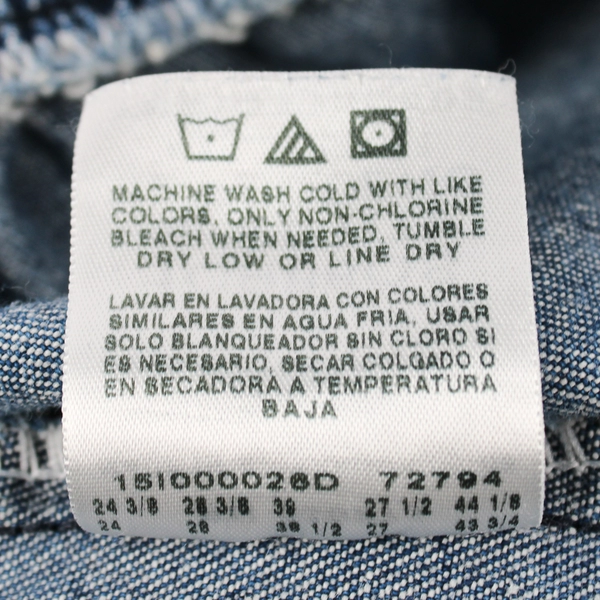 MACHINE WASH COLD WITH LIKE
COLORS, ONLY NON-CHLORINE
BLEACH WHEN NEEDED, TUMBLE
DRY LOW OR LINE DRY
LAVAR EN LAVADORA CON COLORES
SIMILARES EN AGUA FRIA, USAR
SOLO BLANQUEADOR SIN CLORO SI
ES NECESARIO, SECAR COLGADO O
EN SECADORA A TEMPERATURA
BAJA
151000026D 72794
24 3/8 28 3/8 39 27 1/2 44 1/8
24 28 38 1/2 27 43 3/4